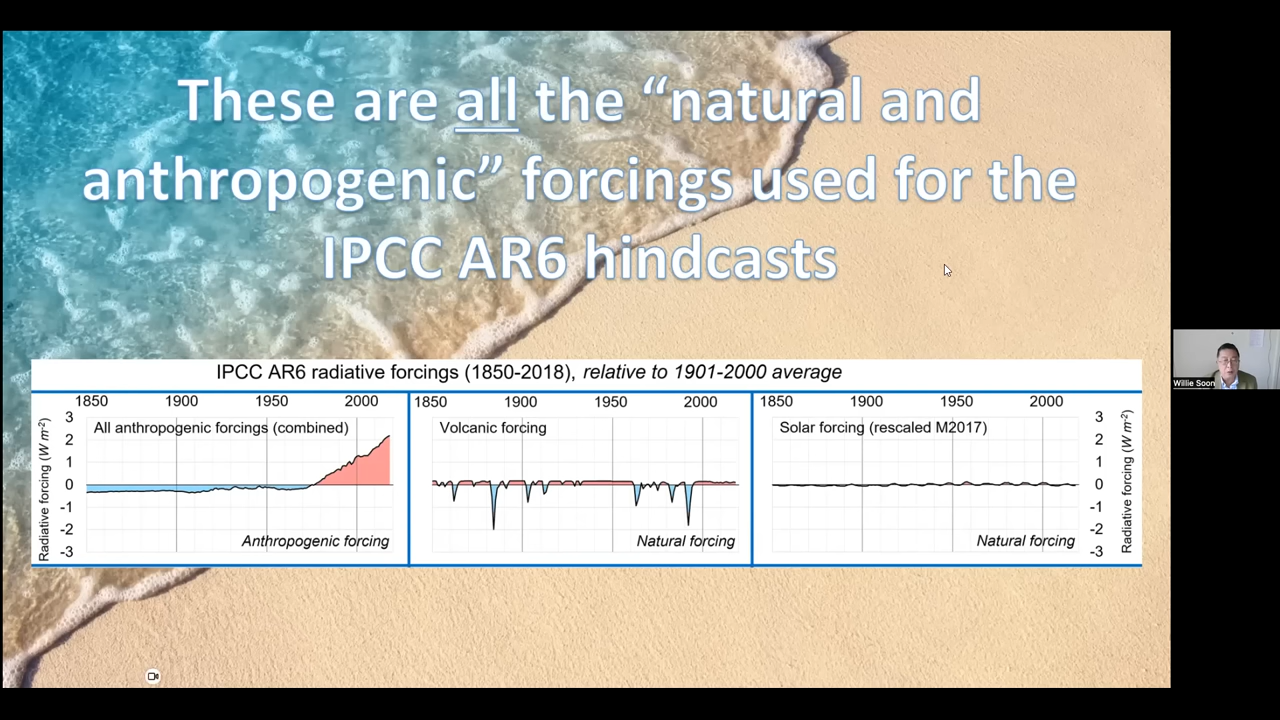 These are all the “natural and
anthropogenic” forcings used for the
IPCC AR6 hindcasts
IPCC AR6 radiative forcings (1850-2018), relative to 1901-2000 average
1850 1900 1950 2000
1850 1900 1950 2000
1850 1900 1950 2000
Radiative forcing (W m-2)
3
2
1
0
-1
-2
-3
All anthropogenic forcings (combined)
Anthropogenic forcing
Volcanic forcing
Natural forcing
Solar forcing (rescaled M2017)
Natural forcing
3
2
1
0
-1
-2
-3
Radiative forcing (W m-2)
Willie Soon